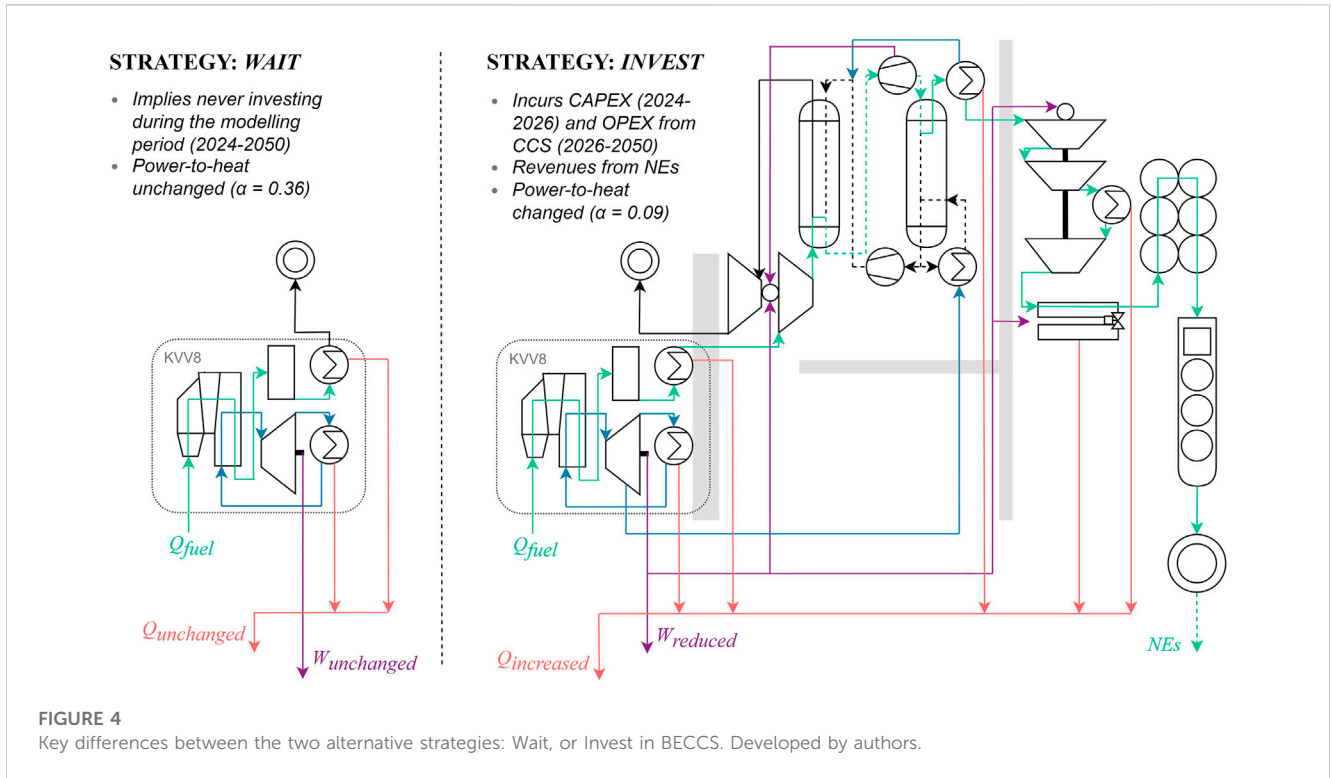 STRATEGY: WAIT
• Implies never investing
during the modelling
period (2024-2050)
• Power-to-heat
unchanged (α = 0.36)
KVV8
Qfuel
Qunchanged
Wunchanged
STRATEGY: INVEST
• Incurs CAPEX (2024-
2026) and OPEX from
CCS (2026-2050)
• Revenues from NEs
• Power-to-heat
changed (α = 0.09)
KVV8
Qfuel
Wreduced
Qincreased
NEs
FIGURE 4
Key differences between the two alternative strategies: Wait, or Invest in BECCS. Developed by authors.